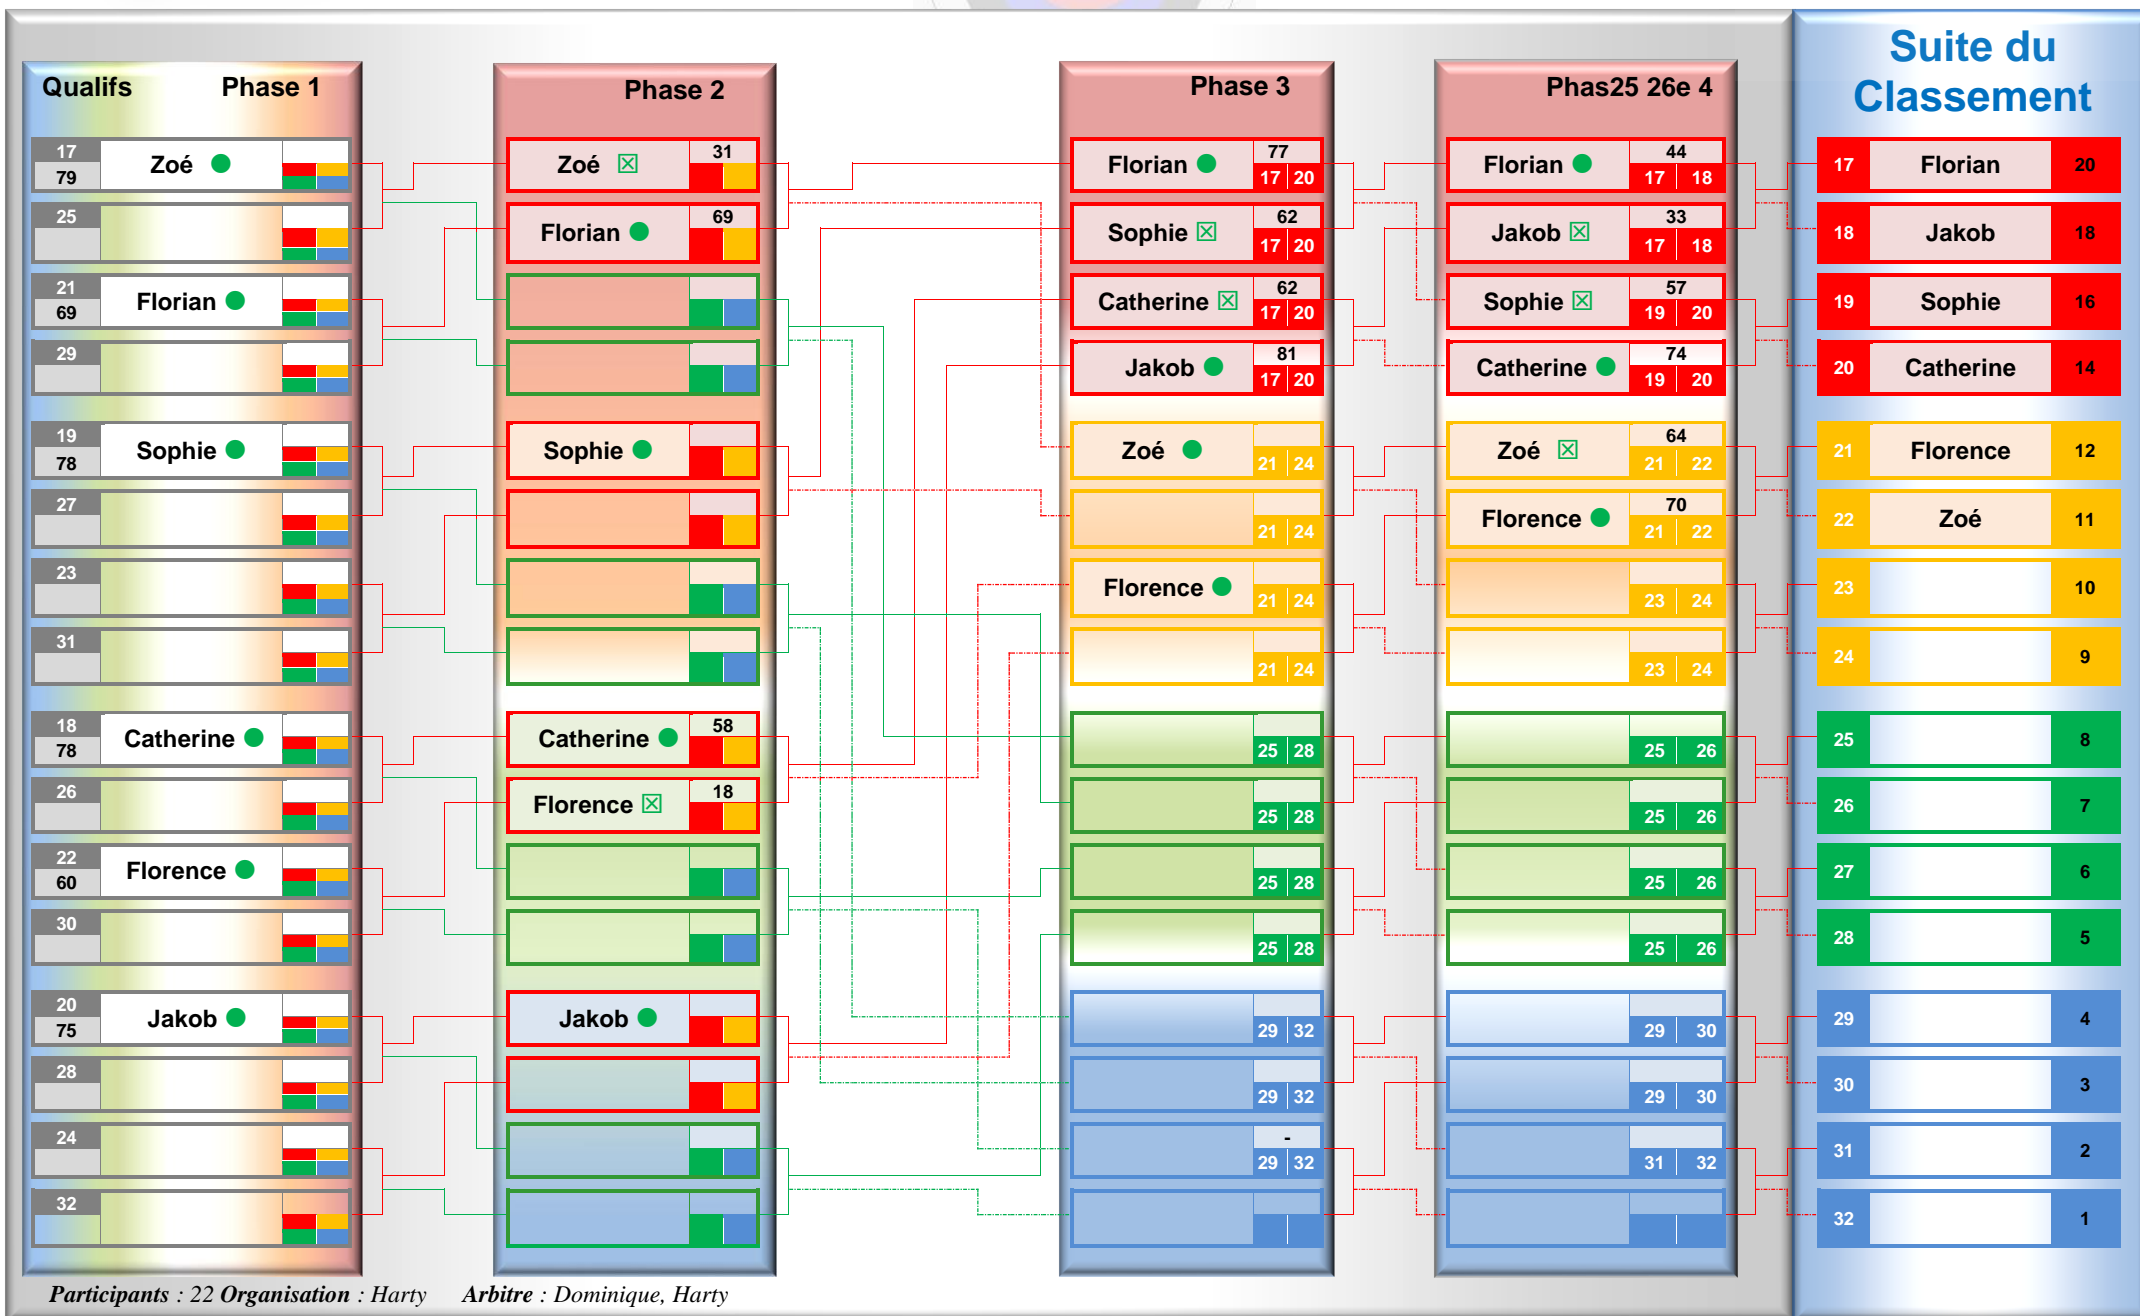 Suite du
Classement
Qualifs Phase 1
Phase 2
Phase 3
Phas25 26e 4
17 Zoé 79
25
21 Florian 69
29
19 Sophie 78
27
23
31
18 Catherine 78
26
22 Florence 60
30
20 Jakob 75
28
24
32
Zoé ☒ 31
Florian 69
Sophie
Catherine 58
Florence ☒ 18
Jakob
Florian 77 17 20
Sophie ☒ 62 17 20
Catherine ☒ 62 17 20
Jakob 81 17 20
Zoé 21 24
21 24
Florence 21 24
21 24
25 28
25 28
25 28
25 28
29 32
29 32
- 29 32
Florian 44 17 18
Jakob ☒ 33 17 18
Sophie ☒ 57 19 20
Catherine 74 19 20
Zoé ☒ 64 21 22
Florence 70 21 22
23 24
23 24
25 26
25 26
25 26
25 26
29 30
29 30
31 32
17 Florian 20
18 Jakob 18
19 Sophie 16
20 Catherine 14
21 Florence 12
22 Zoé 11
23 10
24 9
25 8
26 7
27 6
28 5
29 4
30 3
31 2
32 1
Participants : 22 Organisation : Harty Arbitre : Dominique, Harty